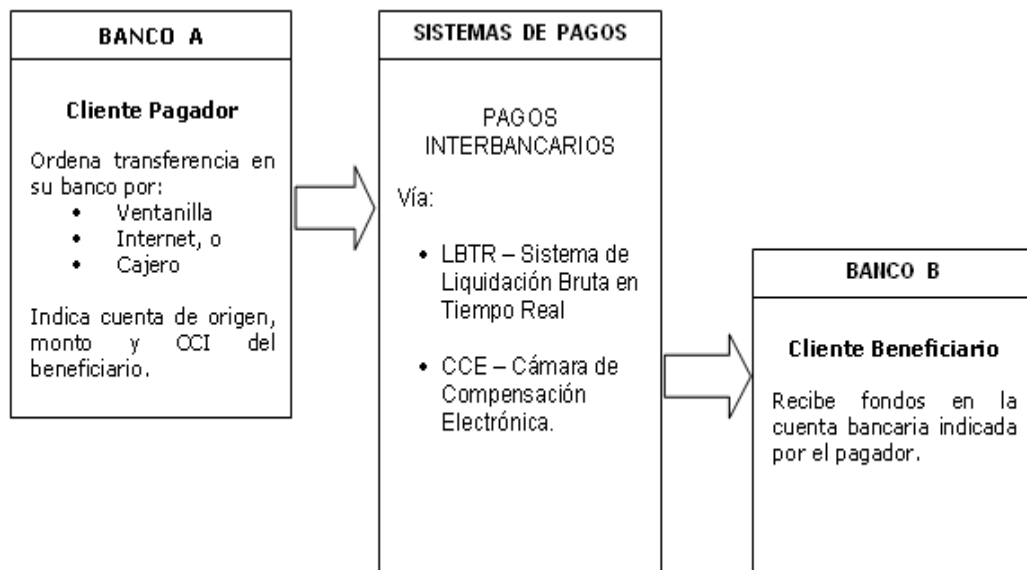 BANCO A
Cliente Pagador
Ordena transferencia en
su banco por:
• Ventanilla
• Internet, o
• Cajero
Indica cuenta de origen,
monto y CCI del
beneficiario.
SISTEMAS DE PAGOS
PAGOS
INTERBANCARIOS
Vía:
• LBTR – Sistema de
Liquidación Bruta en
Tiempo Real
• CCE – Cámara de
Compensación
Electrónica.
BANCO B
Cliente Beneficiario
Recibe fondos en la
cuenta bancaria indicada
por el pagador.